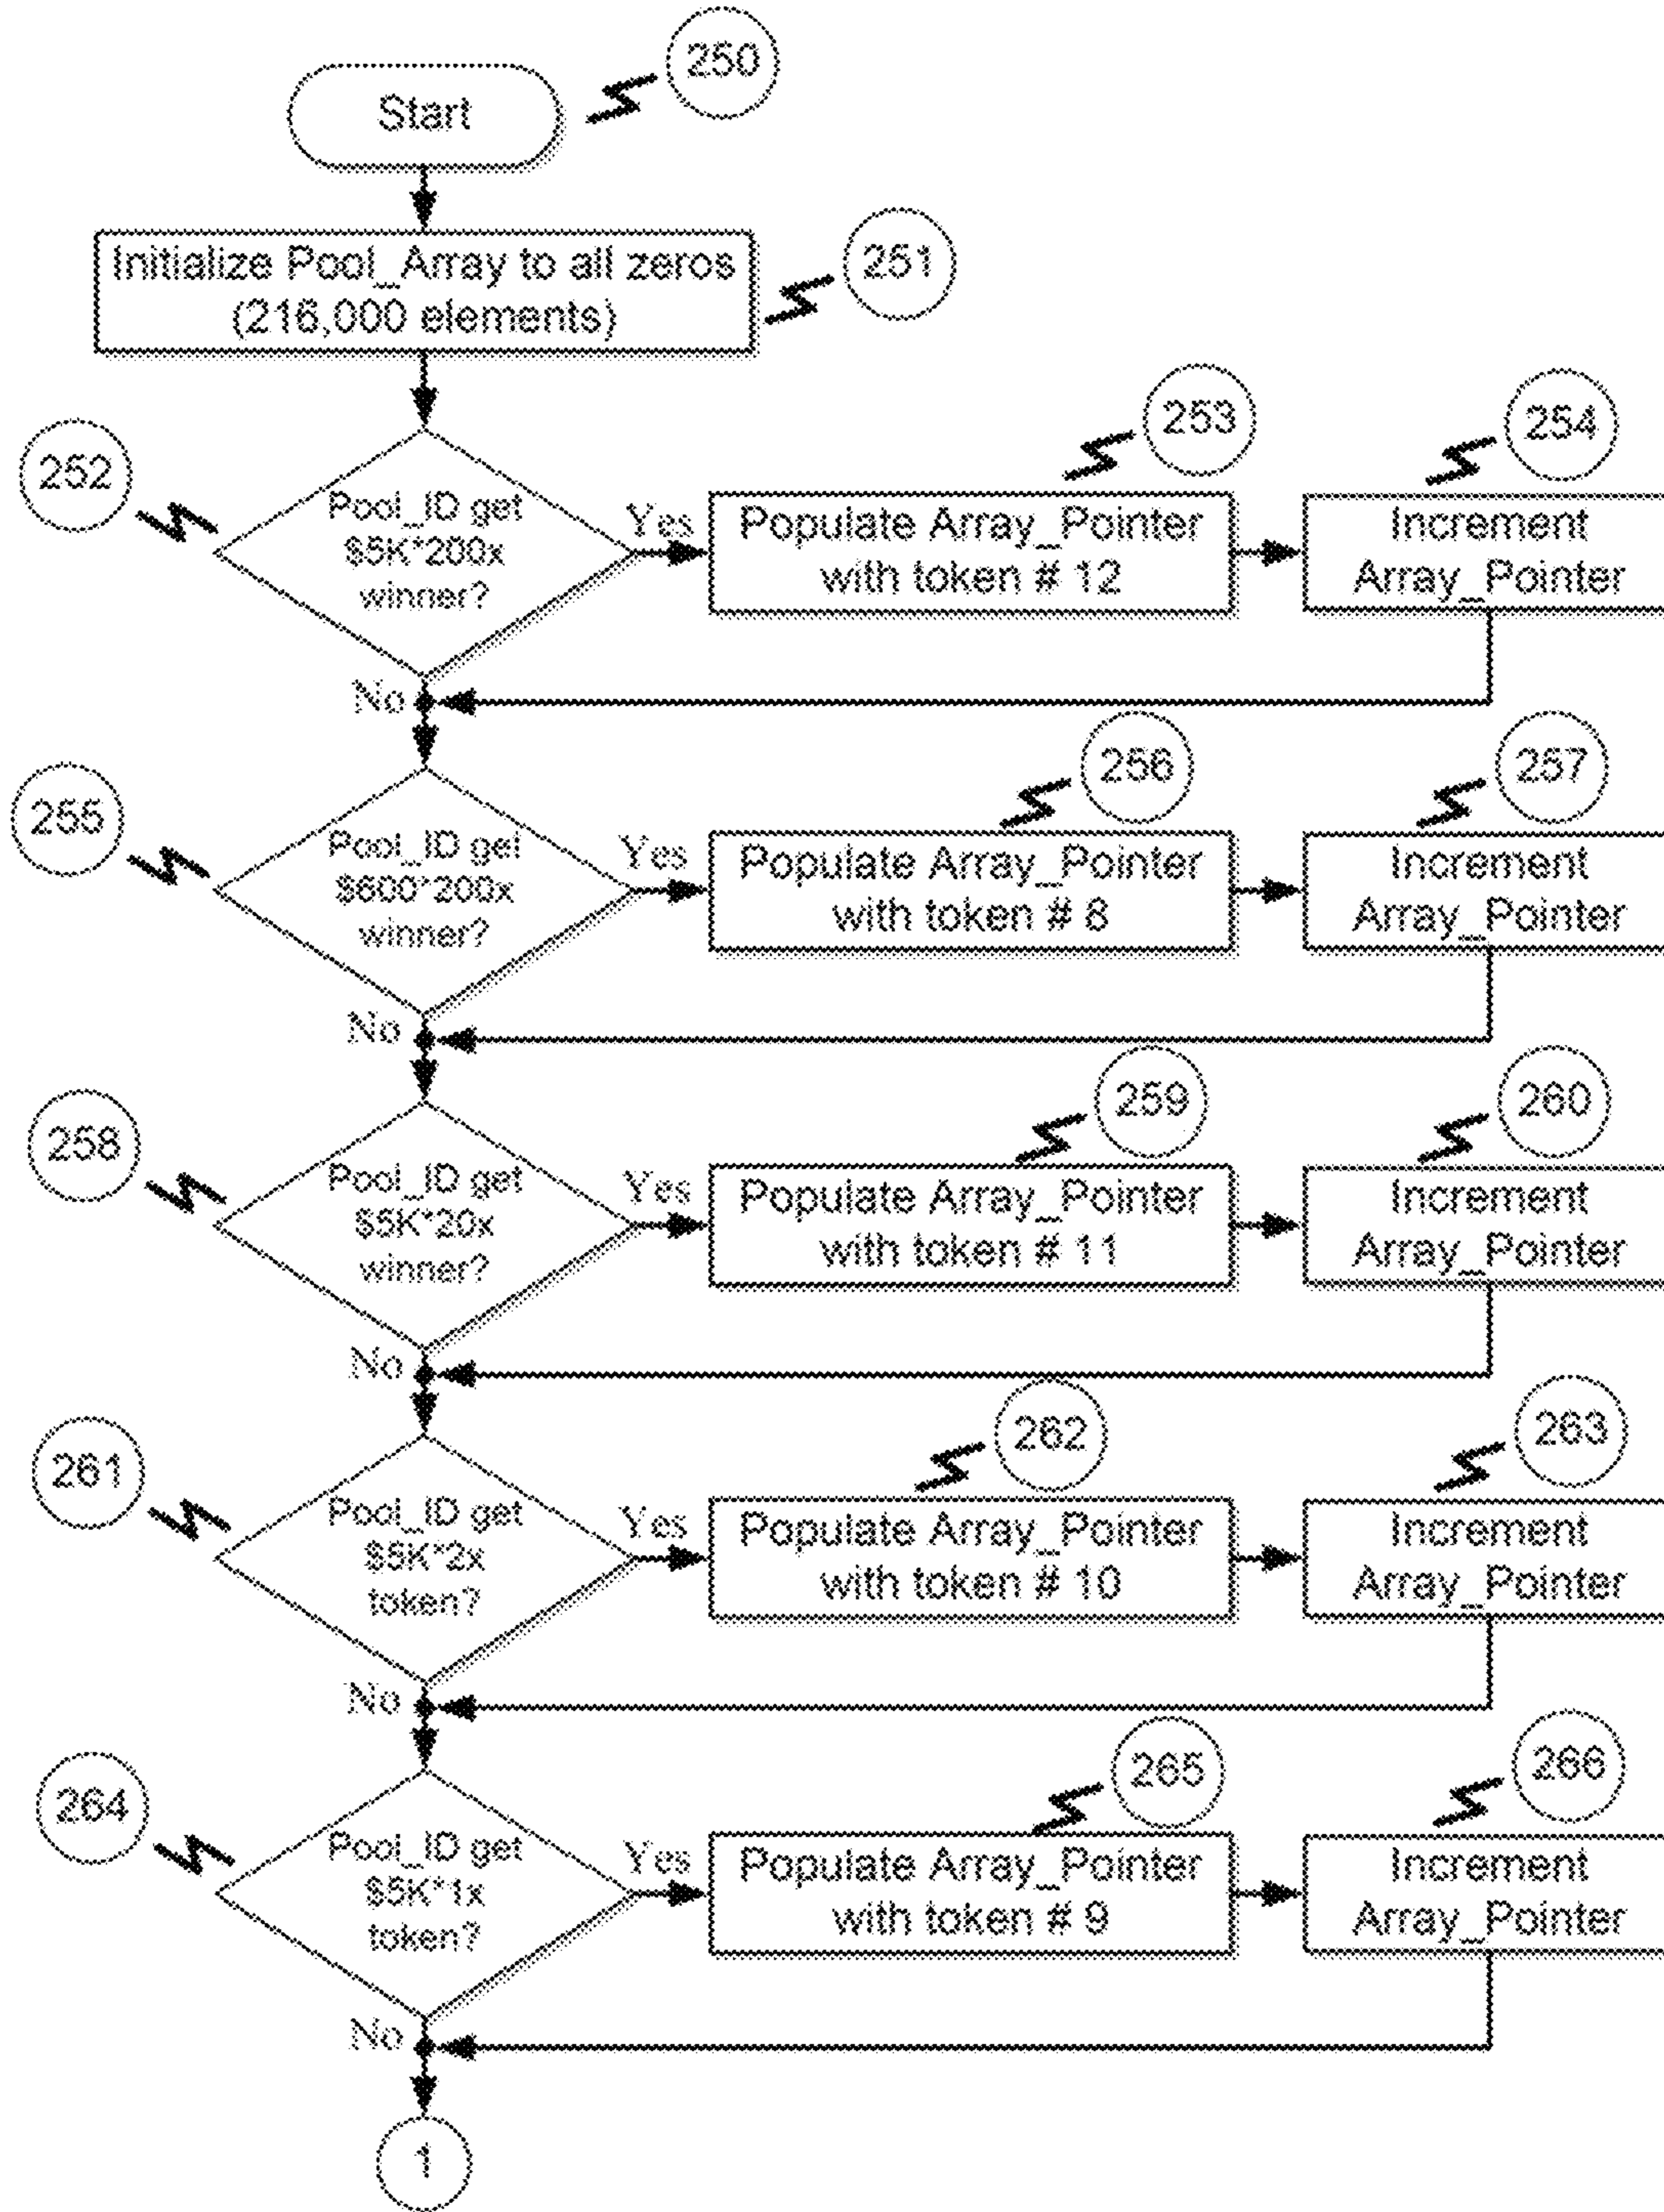 250
Start
Initialize Pool_Array to all zeros
(216,000 elements)
251
252
253
254
Pool_ID get
$5K*200x
winner?
Yes
Populate Array_Pointer
with token # 12
Increment
Array_Pointer
No
255
256
257
Pool_ID get
$600*200x
winner?
Yes
Populate Array_Pointer
with token # 8
Increment
Array_Pointer
No
258
259
260
Pool_ID get
$5K*20x
winner?
Yes
Populate Array_Pointer
with token # 11
Increment
Array_Pointer
No
261
262
263
Pool_ID get
$5K*2x
token?
Yes
Populate Array_Pointer
with token # 10
Increment
Array_Pointer
No
264
265
266
Pool_ID get
$5K*1x
token?
Yes
Populate Array_Pointer
with token # 9
Increment
Array_Pointer
No
1